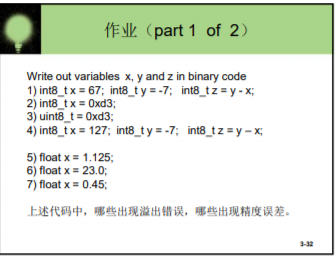 作业（part 1 of 2）
Write out variables x, y and z in binary code
1) int8_t x = 67; int8_t y = -7; int8_t z = y - x;
2) int8_t x = 0xd3;
3) uint8_t = 0xd3;
4) int8_t x = 127; int8_t y = -7; int8_t z = y – x;
5) float x = 1.125;
6) float x = 23.0;
7) float x = 0.45;
上述代码中，哪些出现溢出错误，哪些出现精度误差。
3-32